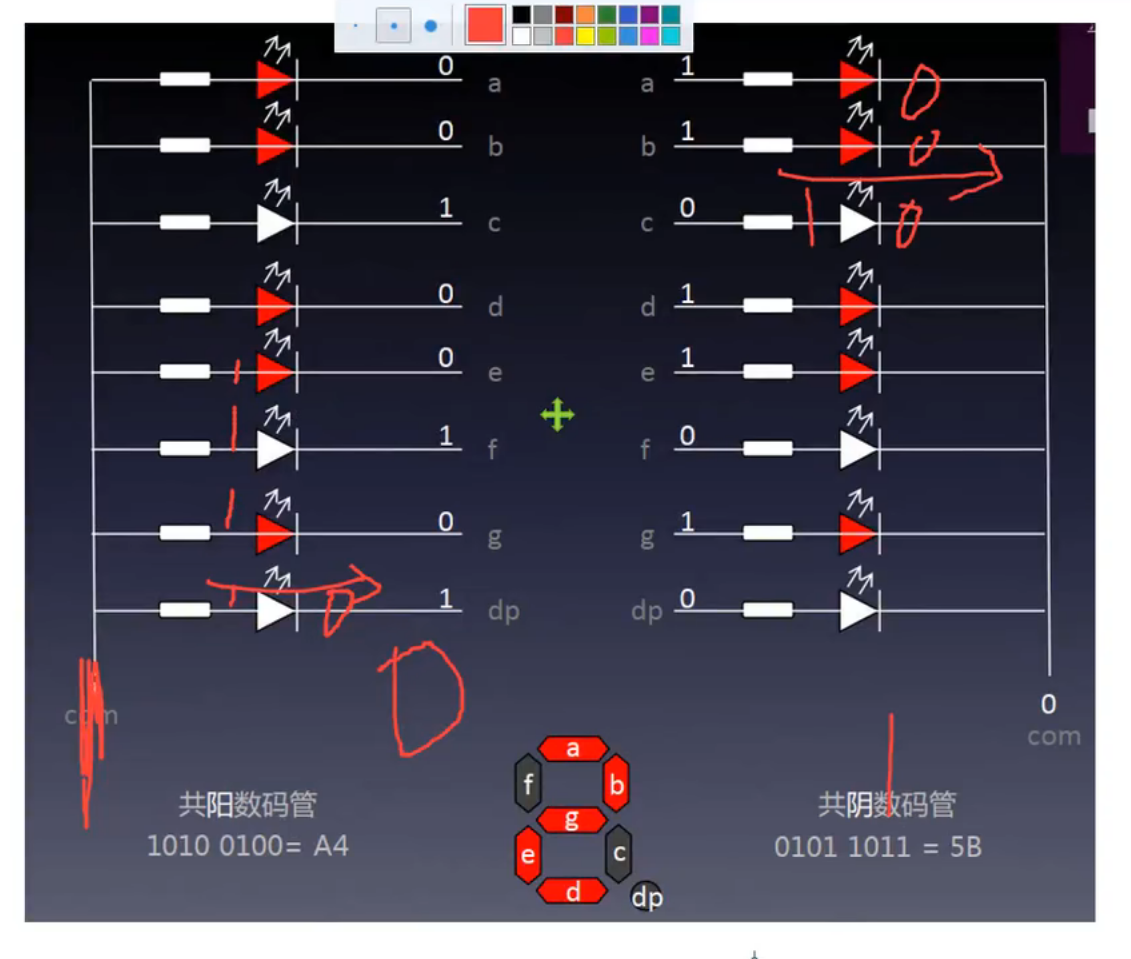 0 a 1 a 0
0 b 1 b 0
1 c 0 c 1 0
0 d 1 d
0 e 1 e 1
1 f 0 f 1
0 g 1 g 1
1 dp 0 dp 1 0
com D 1
0
com
a
f b
g
e c
d dp
共阳数码管
1010 0100= A4
共阴数码管
0101 1011 = 5B